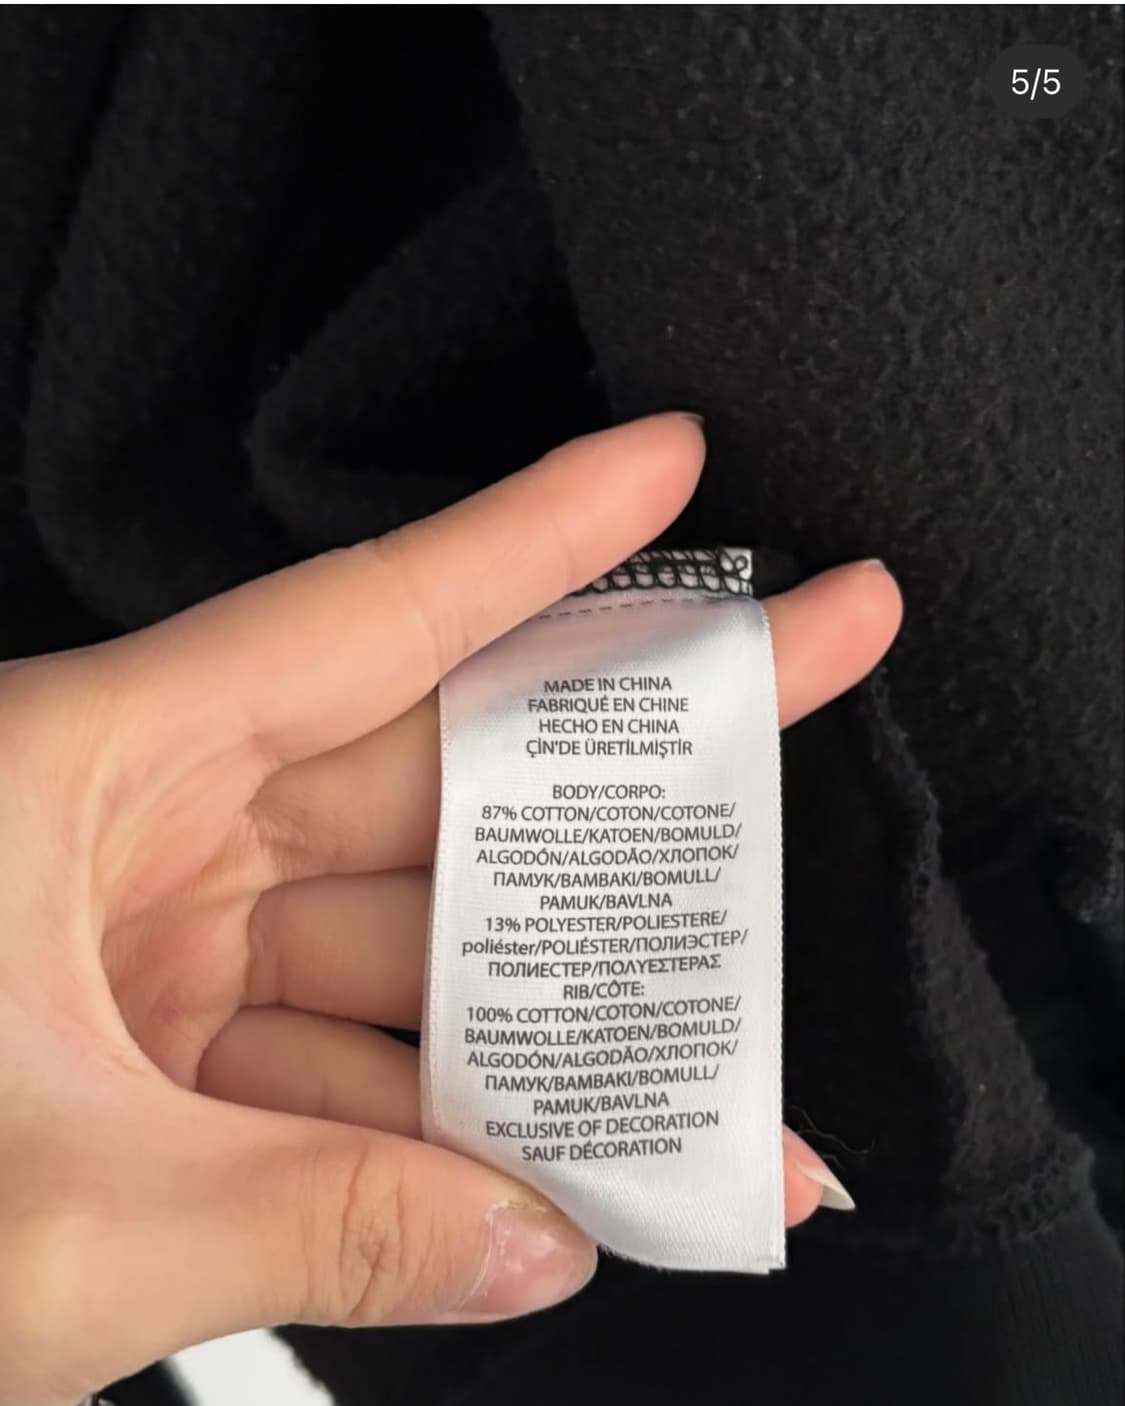 5/5
MADE IN CHINA
FABRIQUÉ EN CHINE
HECHO EN CHINA
ÇİN'DE ÜRETİLMİŞTİR
BODY/CORPO:
87% COTTON/COTON/COTONE/
BAUMWOLLE/KATOEN/BOMULD/
ALGODÓN/ALGODÃO/ХЛОПОК/
ПАМУК/ΒΑΜΒΑΚΙ/BOMULL/
PAMUK/BAVLNA
13% POLYESTER/POLIESTERE/
poliéster/POLIÉSTER/ПОЛИЭСТЕР/
ПОЛИЕСТЕР/ΠΟΛΥΕΣΤΕΡΑΣ
RIB/CÔTE:
100% COTTON/COTON/COTONE/
BAUMWOLLE/KATOEN/BOMULD/
ALGODÓN/ALGODÃO/ХЛОПОК/
ПАМУК/ΒΑΜΒΑΚΙ/BOMULL/
PAMUK/BAVLNA
EXCLUSIVE OF DECORATION
SAUF DÉCORATION